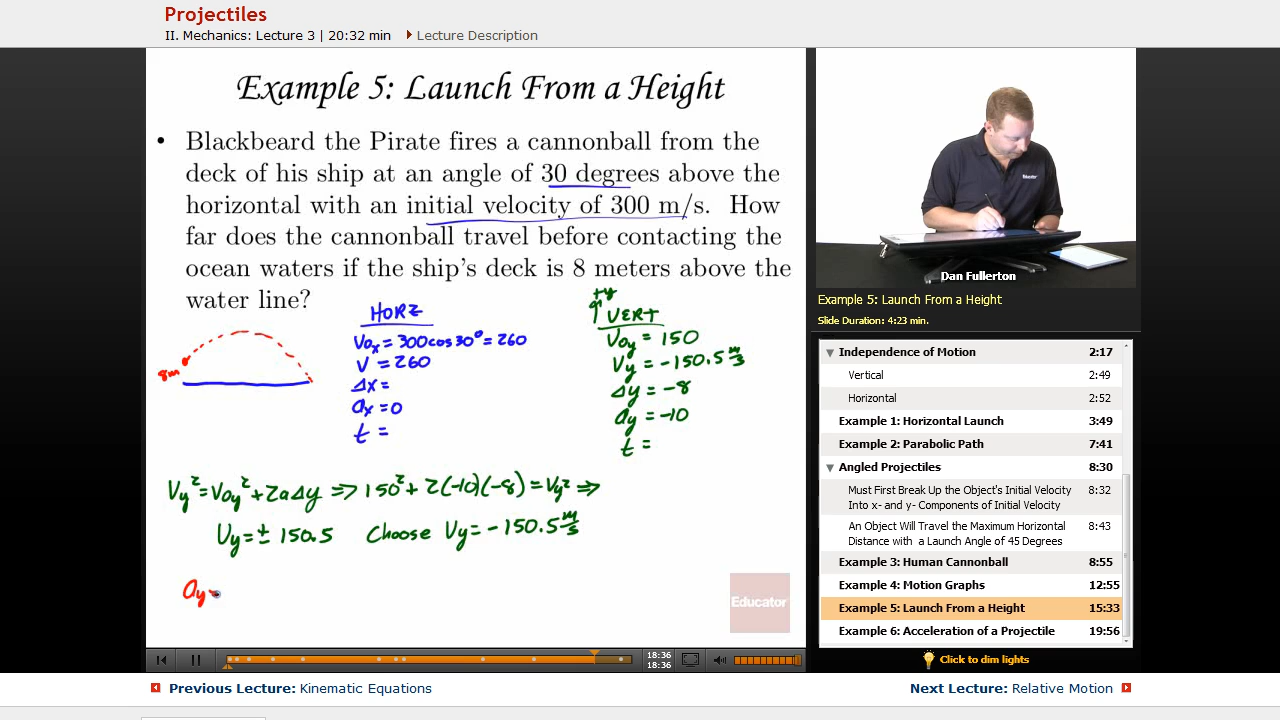 Projectiles
II. Mechanics: Lecture 3 | 20:32 min
Lecture Description
Example 5: Launch From a Height
• Blackbeard the Pirate fires a cannonball from the
deck of his ship at an angle of 30 degrees above the
horizontal with an initial velocity of 300 m/s. How
far does the cannonball travel before contacting the
ocean waters if the ship's deck is 8 meters above the
water line?
8m
HORZ
Vox = 300cos30° = 260
V = 260
Δx =
ax = 0
t =
+y
VERT
Voy = 150
Vy = -150.5 m/s
Δy = -8
ay = -10
t =
Vy² = Voy² + 2aΔy => 150² + 2(-10)(-8) = Vy² =>
Vy = ± 150.5 Choose Vy = -150.5 m/s
ay =
Educator
Dan Fullerton
Example 5: Launch From a Height
Slide Duration: 4:23 min.
Independence of Motion 2:17
Vertical 2:49
Horizontal 2:52
Example 1: Horizontal Launch 3:49
Example 2: Parabolic Path 7:41
Angled Projectiles 8:30
Must First Break Up the Object's Initial Velocity 8:32
Into x- and y- Components of Initial Velocity
An Object Will Travel the Maximum Horizontal 8:43
Distance with a Launch Angle of 45 Degrees
Example 3: Human Cannonball 8:55
Example 4: Motion Graphs 12:55
Example 5: Launch From a Height 15:33
Example 6: Acceleration of a Projectile 19:56
18:36
18:36
Click to dim lights
Previous Lecture: Kinematic Equations
Next Lecture: Relative Motion